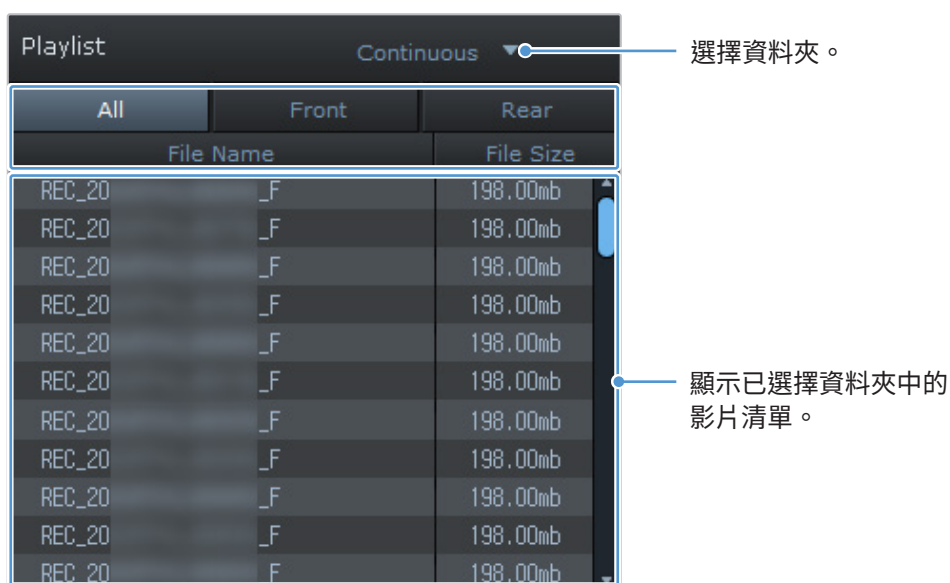 Playlist
Continuous
選擇資料夾。
All Front Rear
File Name File Size
REC_20 _F 198.00mb
REC_20 _F 198.00mb
REC_20 _F 198.00mb
REC_20 _F 198.00mb
REC_20 _F 198.00mb
REC_20 _F 198.00mb
顯示已選擇資料夾中的
影片清單。
REC_20 _F 198.00mb
REC_20 _F 198.00mb
REC_20 _F 198.00mb
REC_20 _F 198.00mb
REC_20 _F 198.00mb